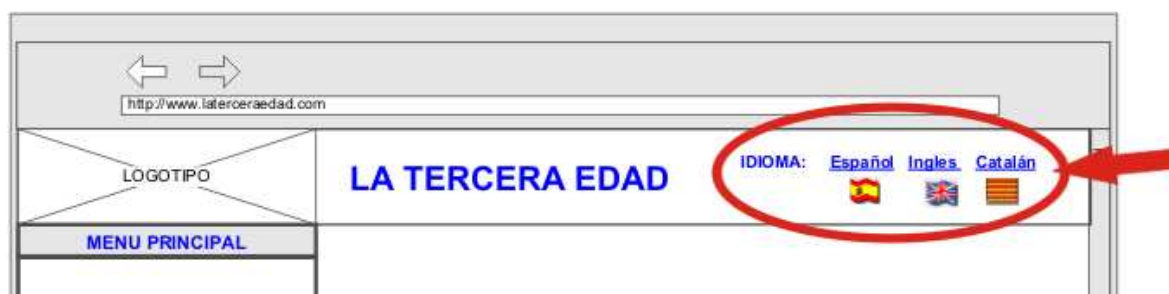 http://www.laterceraedad.com
LOGOTIPO
LA TERCERA EDAD
IDIOMA: Español Ingles Catalán
MENU PRINCIPAL